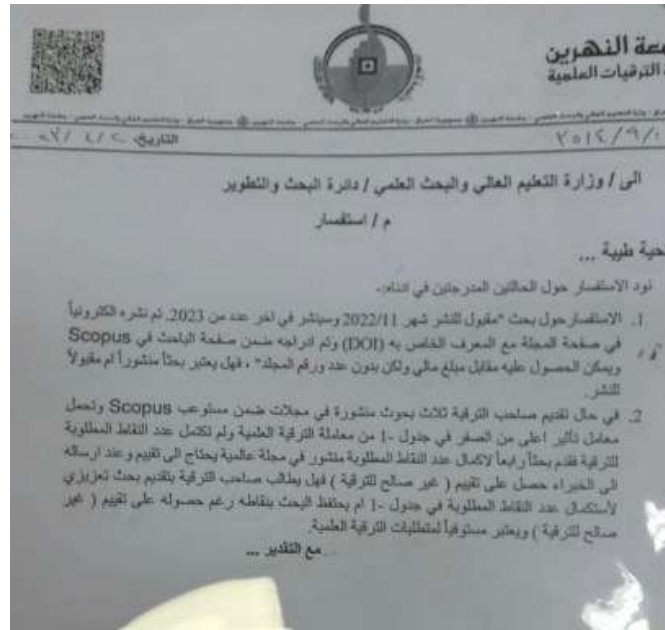 معة النهرين
ة الترقيات العلمية
التاريخ:
الى / وزارة التعليم العالي والبحث العلمي / دائرة البحث والتطوير
م / استفسار
حية طيبة ...
نود الاستفسار حول الحالتين المدرجتين في ادناه:.
1. الاستفسار حول بحث "مقبول للنشر شهر 2022/11 وسينشر في اخر عدد من 2023. تم نشره الكترونياً
في صفحة المجلة مع المعرف الخاص به (DOI) وتم ادراجه ضمن صفحة الباحث في Scopus
ويمكن الحصول عليه مقابل مبلغ مالي ولكن بدون عدد ورقم المجلد" ، فهل يعتبر بحثاً منشوراً ام مقبولاً
للنشر.
2. في حال تقديم صاحب الترقية ثلاث بحوث منشورة في مجلات ضمن مستوعب Scopus وتحمل
معامل تأثير اعلى من الصفر في جدول -1 من معاملة الترقية العلمية ولم تكتمل عدد النقاط المطلوبة
للترقية فقدم بحثاً رابعاً لاكمال عدد النقاط المطلوبة منشور في مجلة عالمية يحتاج الى تقييم وعند ارساله
الى الخبراء حصل على تقييم ( غير صالح للترقية ) فهل يطالب صاحب الترقية بتقديم بحث تعزيزي
لأستكمال عدد النقاط المطلوبة في جدول -1 ام يحتفظ البحث بنقاطه رغم حصوله على تقييم ( غير
صالح للترقية ) ويعتبر مستوفياً لمتطلبات الترقية العلمية.
مع التقدير ...